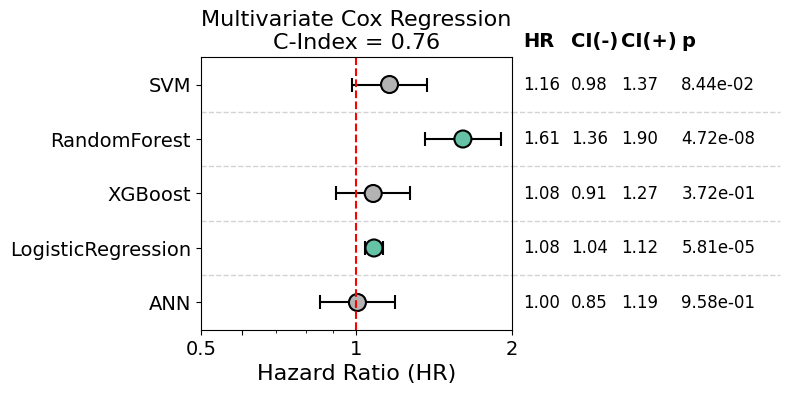 Multivariate Cox Regression
C-Index = 0.76
HR CI(-) CI(+) p
SVM 1.16 0.98 1.37 8.44e-02
RandomForest 1.61 1.36 1.90 4.72e-08
XGBoost 1.08 0.91 1.27 3.72e-01
LogisticRegression 1.08 1.04 1.12 5.81e-05
ANN 1.00 0.85 1.19 9.58e-01
0.5 1 2
Hazard Ratio (HR)